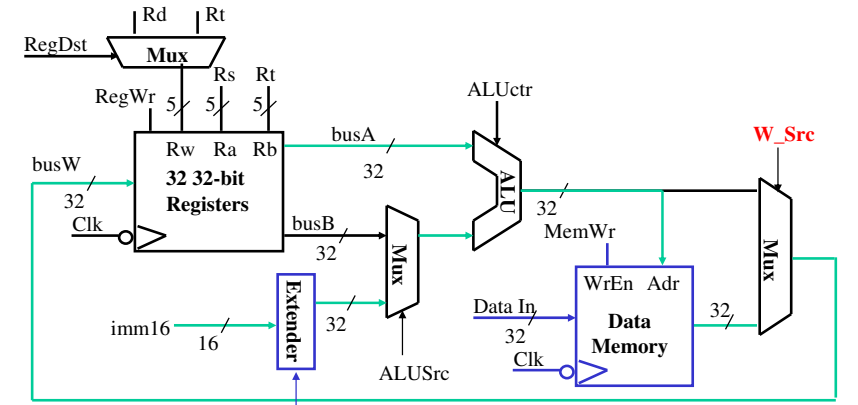 Rd Rt
RegDst
Mux
Rs Rt
RegWr
5 5 5
ALUctr
busA
W_Src
Rw Ra Rb
busW
32
32 32-bit
Registers
ALU
32
32
Clk
busB
32
MemWr
Mux
Mux
WrEn Adr
Extender
Data In
32
32
32
Data
Memory
imm16
16
Clk
ALUSrc